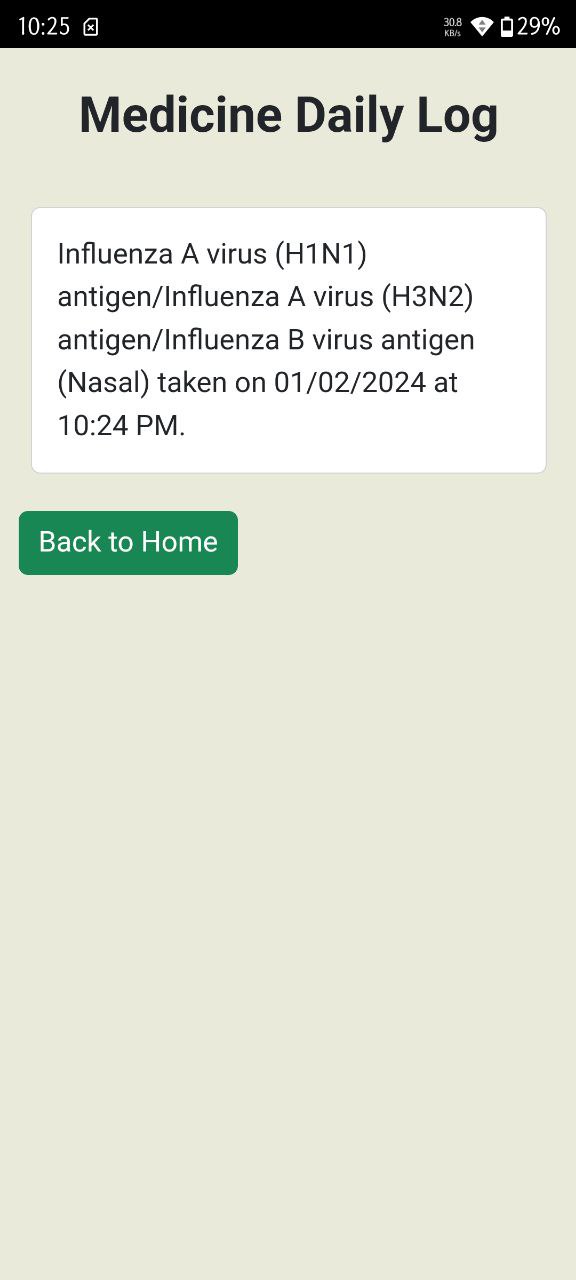 10:25
30.8
KB/s
29%
Medicine Daily Log
Influenza A virus (H1N1)
antigen/Influenza A virus (H3N2)
antigen/Influenza B virus antigen
(Nasal) taken on 01/02/2024 at
10:24 PM.
Back to Home